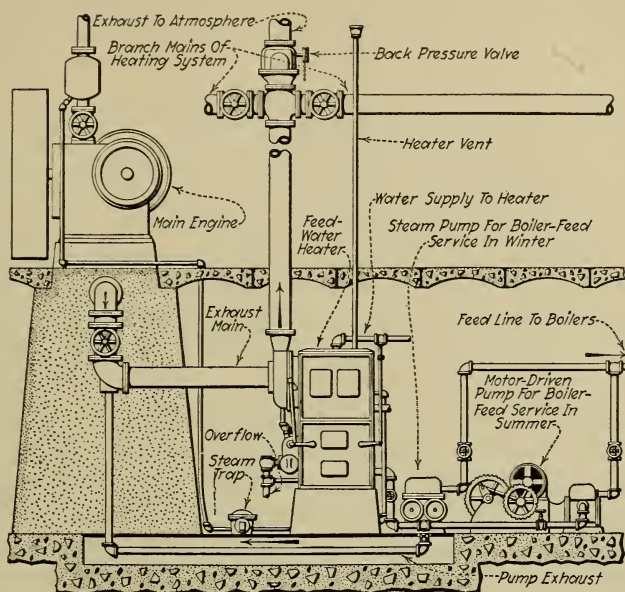 Exhaust To Atmosphere
Branch Mains Of
Heating System
Back Pressure Valve
Heater Vent
Main Engine
Water Supply To Heater
Feed-
Water
Heater
Steam Pump For Boiler-Feed
Service In Winter
Exhaust
Main
Feed Line To Boilers
Motor-Driven
Pump For Boiler-
Feed Service In
Summer
Overflow
Steam
Trap
Pump Exhaust